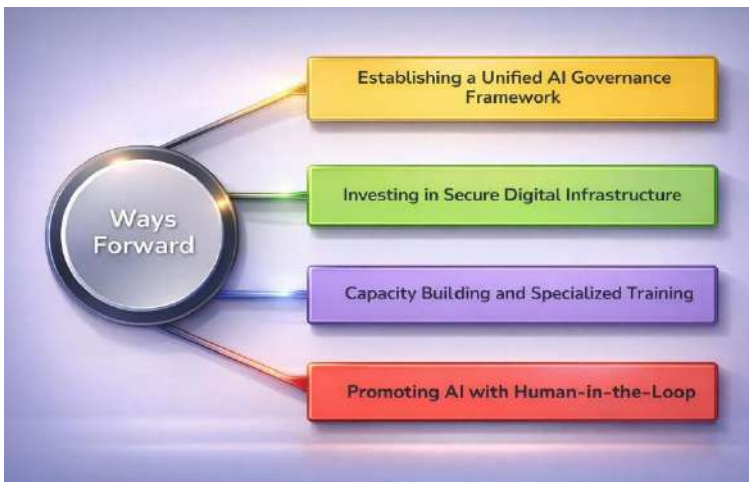 Ways
Forward
Establishing a Unified AI Governance
Framework
Investing in Secure Digital Infrastructure
Capacity Building and Specialized Training
Promoting AI with Human-in-the-Loop